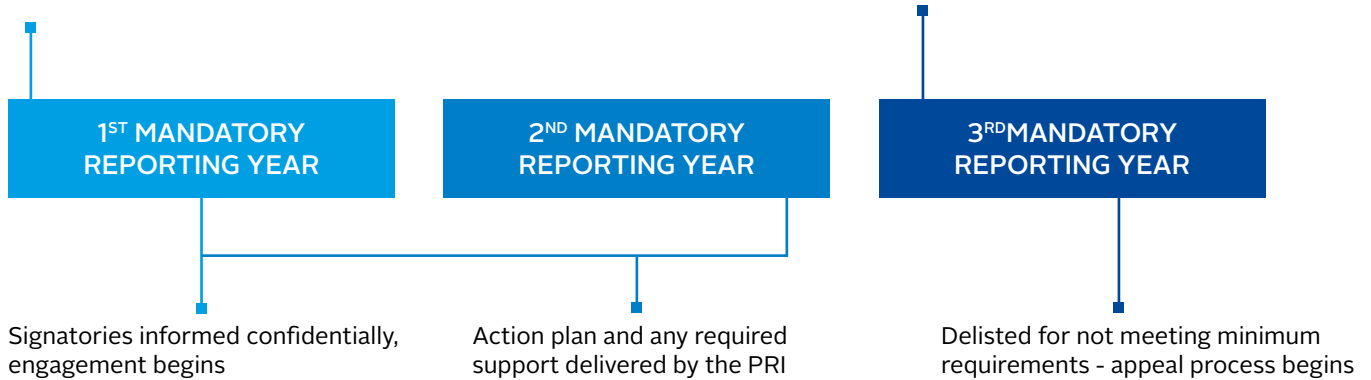 1ST MANDATORY
REPORTING YEAR
2ND MANDATORY
REPORTING YEAR
3RDMANDATORY
REPORTING YEAR
Signatories informed confidentially,
engagement begins
Action plan and any required
support delivered by the PRI
Delisted for not meeting minimum
requirements - appeal process begins